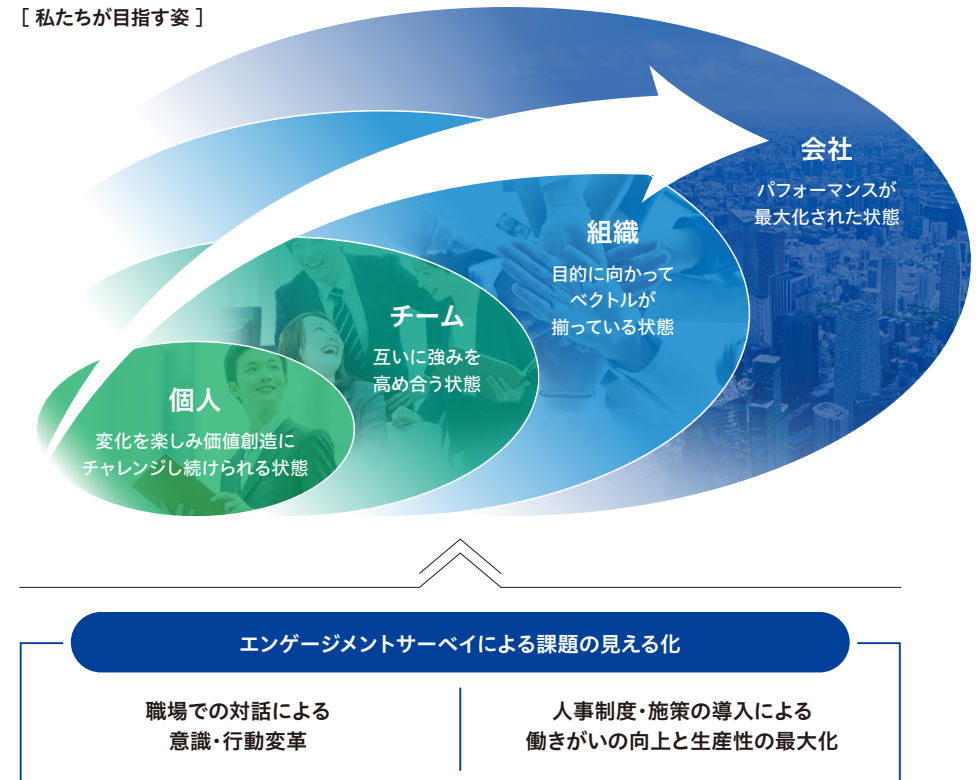 [ 私たちが目指す姿 ]
会社
パフォーマンスが
最大化された状態
組織
目的に向かって
ベクトルが
揃っている状態
チーム
互いに強みを
高め合う状態
個人
変化を楽しみ価値創造に
チャレンジし続けられる状態
エンゲージメントサーベイによる課題の見える化
職場での対話による
意識・行動変革
人事制度・施策の導入による
働きがいの向上と生産性の最大化